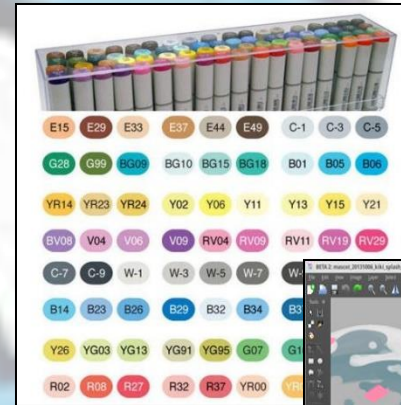 E15 E29 E33 E37 E44 E49 C-1 C-3 C-5
G28 G99 BG09 BG10 BG15 BG18 B01 B05 B06
YR14 YR23 YR24 Y02 Y06 Y11 Y13 Y15 Y21
BV08 V04 V06 V09 RV04 RV09 RV11 RV19 RV29
C-7 C-9 W-1 W-3 W-5 W-7
B14 B23 B26 B29 B32 B34
Y26 YG03 YG13 YG91 YG95 G07
R02 R08 R27 R32 R37 YR00